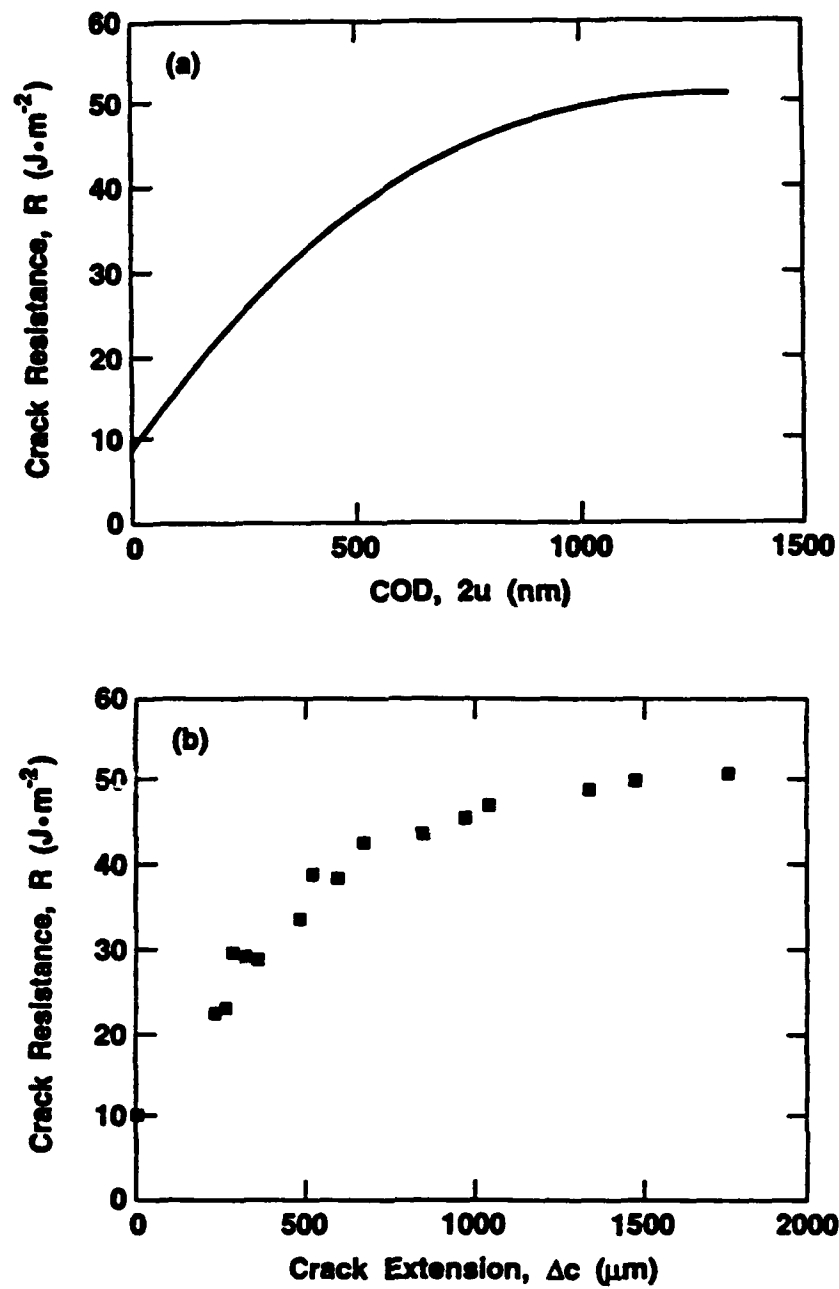 (a)
Crack Resistance, R (J•m⁻²)
60
50
40
30
20
10
0
0 500 1000 1500
COD, 2u (nm)
(b)
Crack Resistance, R (J•m⁻²)
60
50
40
30
20
10
0
0 500 1000 1500 2000
Crack Extension, Δc (μm)